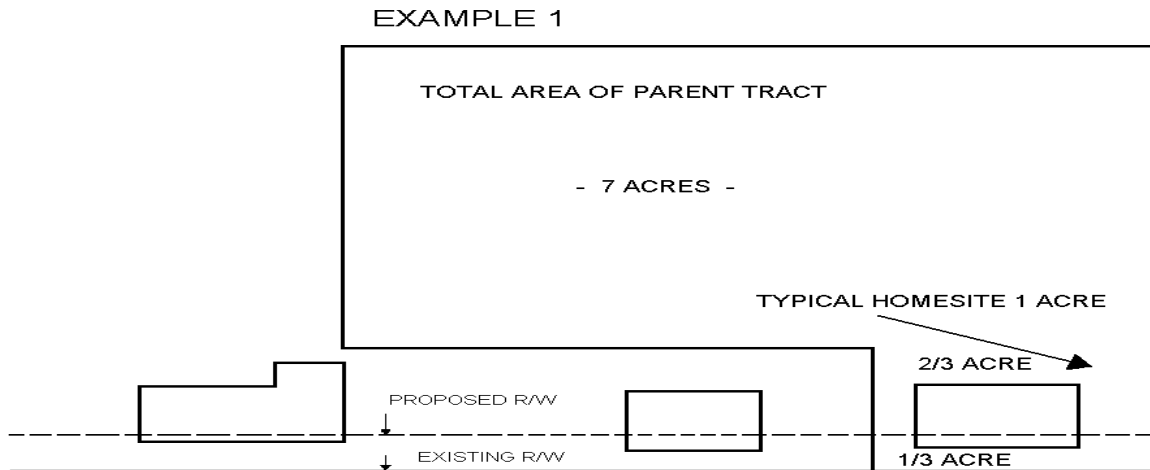 EXAMPLE 1
TOTAL AREA OF PARENT TRACT
- 7 ACRES -
TYPICAL HOMESITE 1 ACRE
2/3 ACRE
PROPOSED R/W
EXISTING R/W
1/3 ACRE